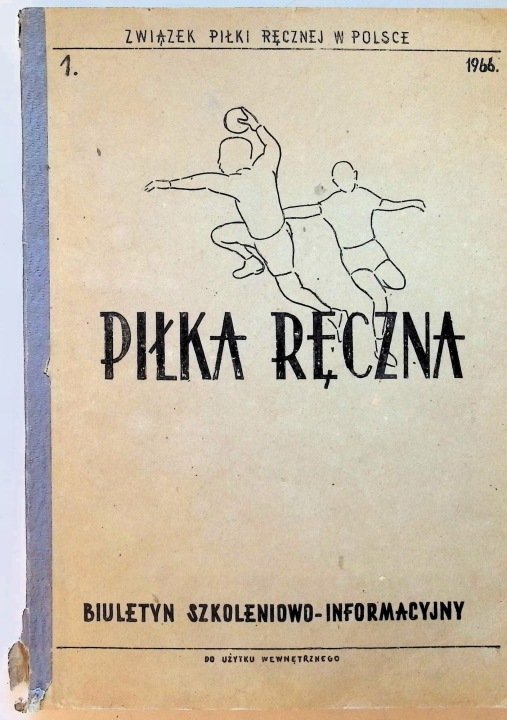 ZWIĄZEK PIŁKI RĘCZNEJ W POLSCE
1. 1966.
PIŁKA RĘCZNA
BIULETYN SZKOLENIOWO-INFORMACYJNY
DO UŻYTKU WEWNĘTRZNEGO